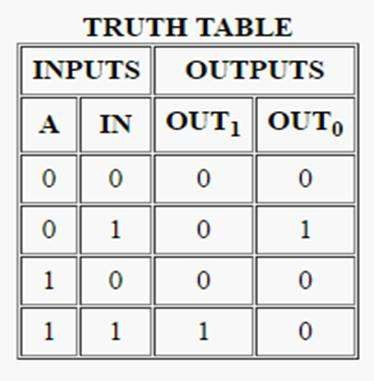 TRUTH TABLE
INPUTS OUTPUTS
A IN OUT1 OUT0
0 0 0 0
0 1 0 1
1 0 0 0
1 1 1 0